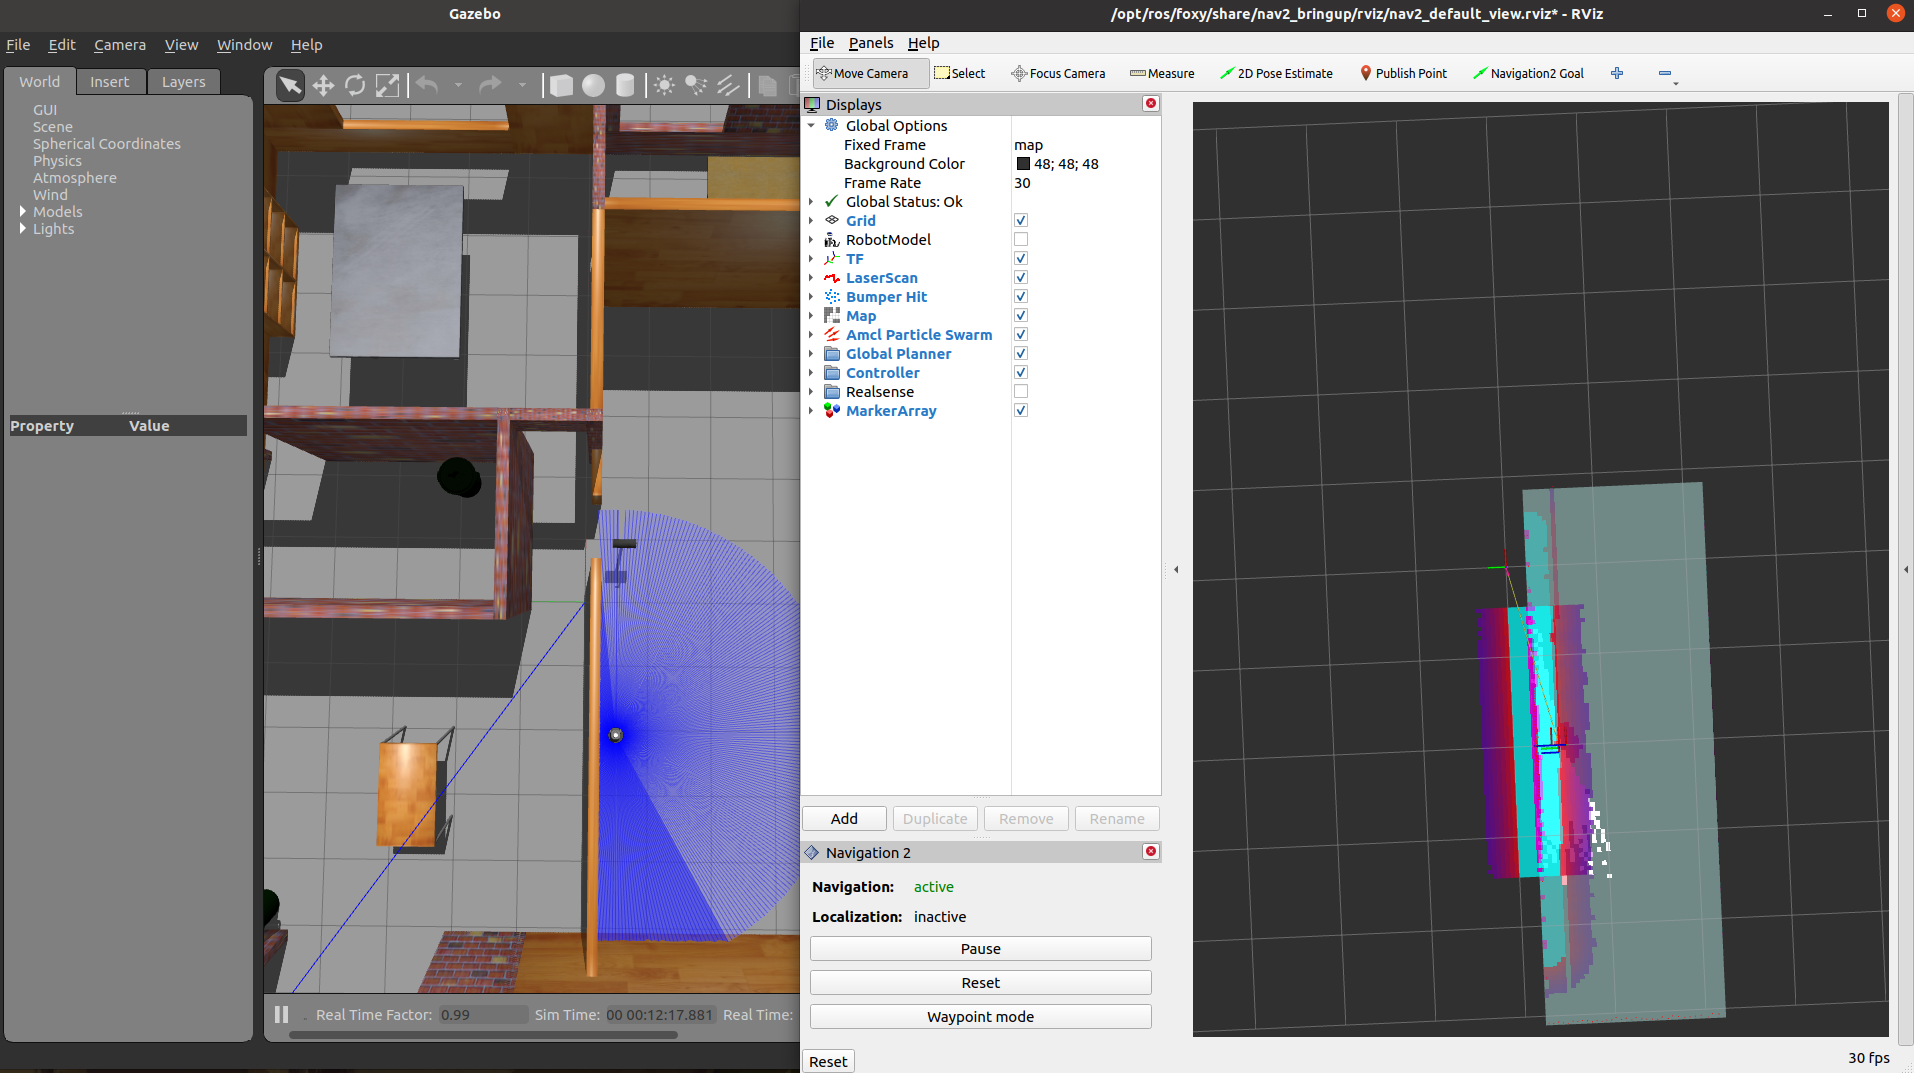 Gazebo
File Edit Camera View Window Help
World Insert Layers
GUI
Scene
Spherical Coordinates
Physics
Atmosphere
Wind
Models
Lights
Property Value
Real Time Factor: 0.99 Sim Time: 00 00:12:17.881 Real Time:
/opt/ros/foxy/share/nav2_bringup/rviz/nav2_default_view.rviz* - RViz
File Panels Help
Move Camera Select Focus Camera Measure 2D Pose Estimate Publish Point Navigation2 Goal
Displays
Global Options
Fixed Frame map
Background Color 48; 48; 48
Frame Rate 30
Global Status: Ok
Grid
RobotModel
TF
LaserScan
Bumper Hit
Map
Amcl Particle Swarm
Global Planner
Controller
Realsense
MarkerArray
Add Duplicate Remove Rename
Navigation 2
Navigation: active
Localization: inactive
Pause
Reset
Waypoint mode
Reset
30 fps